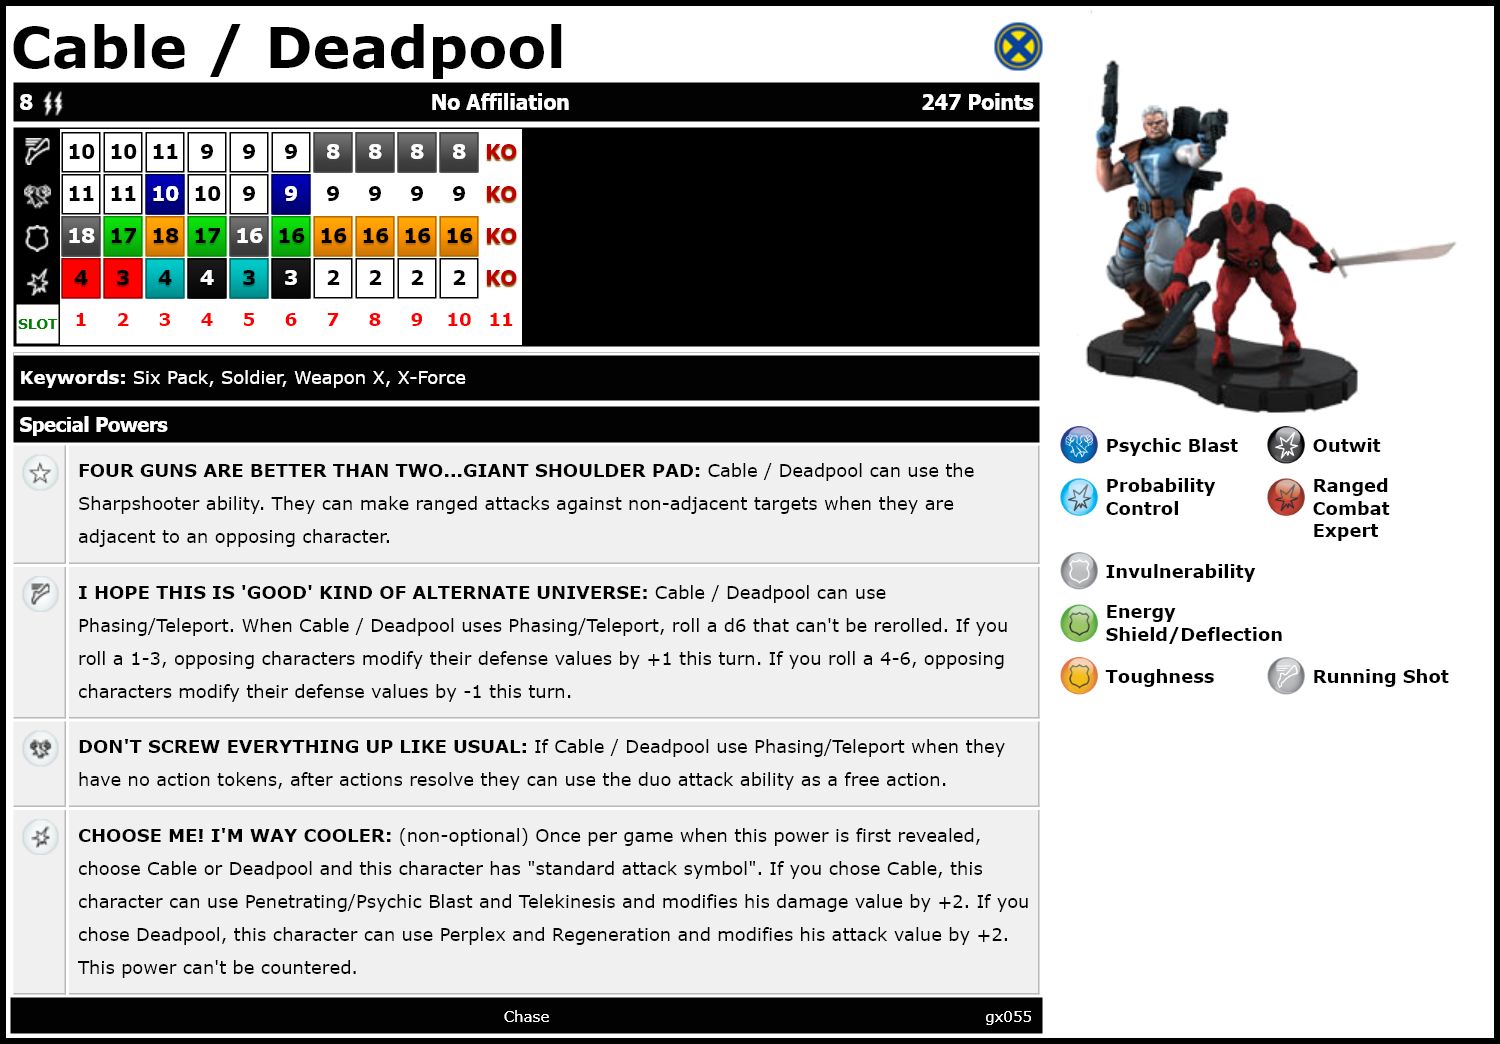 Cable / Deadpool
8 No Affiliation 247 Points
10 10 11 9 9 9 8 8 8 8 KO
11 11 10 10 9 9 9 9 9 9 KO
18 17 18 17 16 16 16 16 16 16 KO
4 3 4 4 3 3 2 2 2 2 KO
SLOT 1 2 3 4 5 6 7 8 9 10 11
Keywords: Six Pack, Soldier, Weapon X, X-Force
Special Powers
FOUR GUNS ARE BETTER THAN TWO...GIANT SHOULDER PAD: Cable / Deadpool can use the
Sharpshooter ability. They can make ranged attacks against non-adjacent targets when they are
adjacent to an opposing character.
I HOPE THIS IS 'GOOD' KIND OF ALTERNATE UNIVERSE: Cable / Deadpool can use
Phasing/Teleport. When Cable / Deadpool uses Phasing/Teleport, roll a d6 that can't be rerolled. If you
roll a 1-3, opposing characters modify their defense values by +1 this turn. If you roll a 4-6, opposing
characters modify their defense values by -1 this turn.
DON'T SCREW EVERYTHING UP LIKE USUAL: If Cable / Deadpool use Phasing/Teleport when they
have no action tokens, after actions resolve they can use the duo attack ability as a free action.
CHOOSE ME! I'M WAY COOLER: (non-optional) Once per game when this power is first revealed,
choose Cable or Deadpool and this character has "standard attack symbol". If you chose Cable, this
character can use Penetrating/Psychic Blast and Telekinesis and modifies his damage value by +2. If you
chose Deadpool, this character can use Perplex and Regeneration and modifies his attack value by +2.
This power can't be countered.
Chase gx055
Psychic Blast Outwit
Probability
Control
Ranged
Combat
Expert
Invulnerability
Energy
Shield/Deflection
Toughness Running Shot